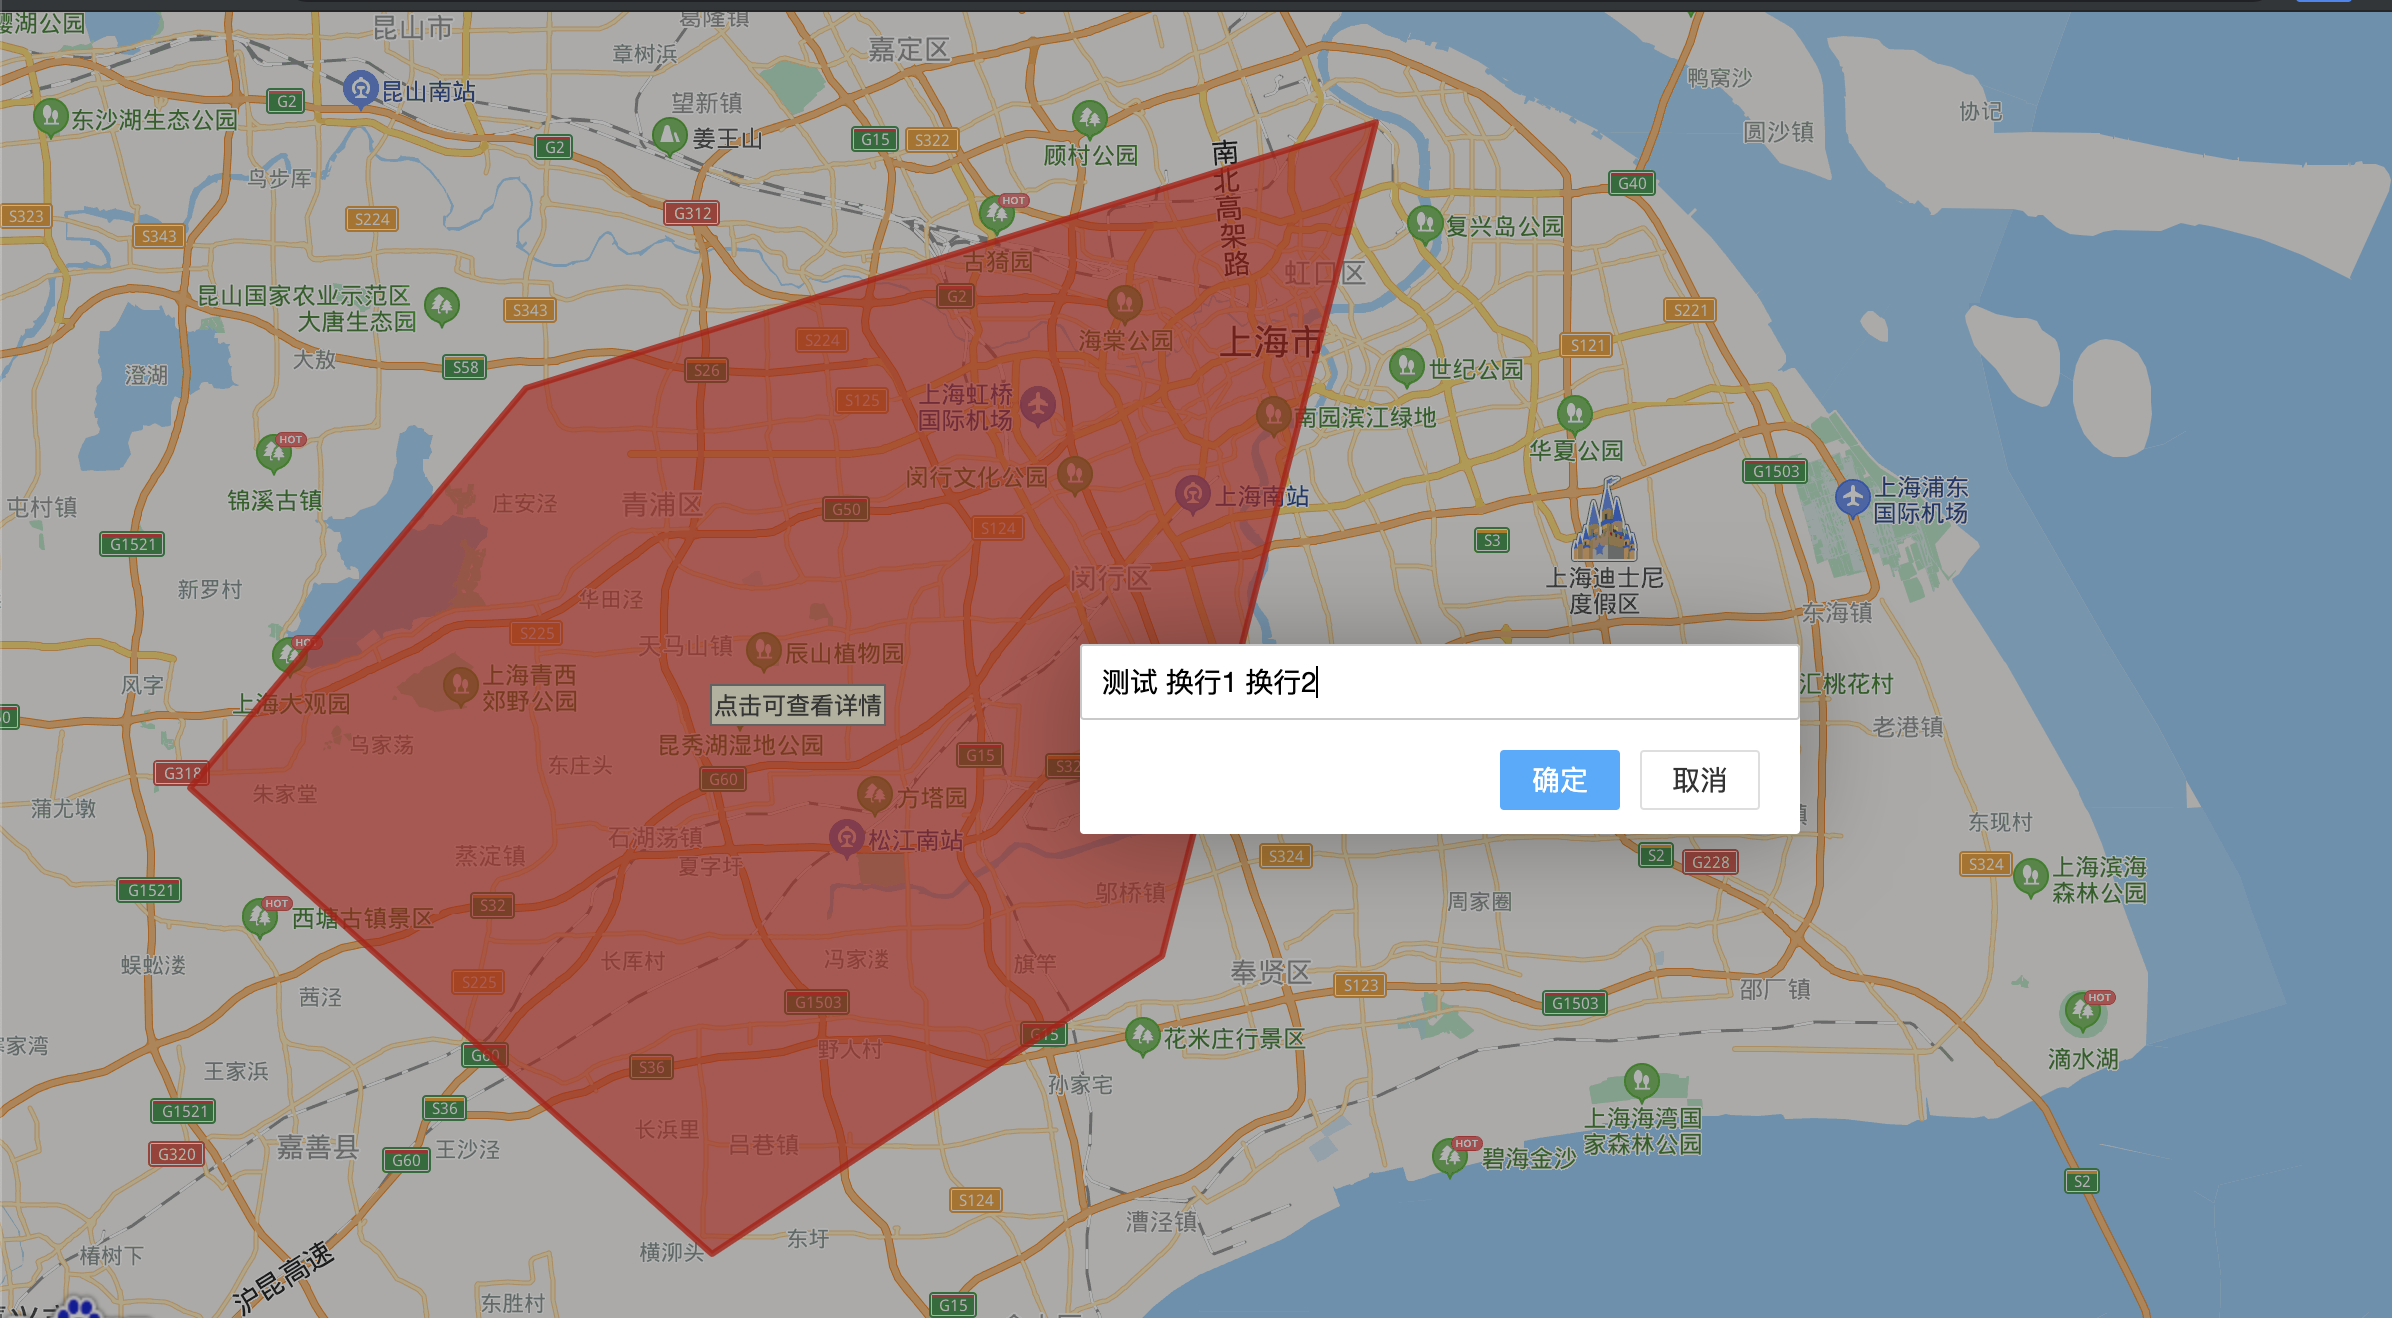 昆山市
嘉定区
章树浜
鸭窝沙
昆山南站
G2
望新镇
协记
东沙湖生态公园
G2
姜王山
G15
S322
顾村公园
南北高架路
圆沙镇
鸟步厍
G40
HOT
S323
S224
G312
复兴岛公园
S343
古猗园
虹口区
昆山国家农业示范区
大唐生态园
S343
G2
海棠公园
S221
大敖
S58
S224
上海市
S121
澄湖
S26
世纪公园
上海虹桥
国际机场
S125
南园滨江绿地
HOT
锦溪古镇
华夏公园
闵行文化公园
G1503
屯村镇
庄安泾
青浦区
G50
上海南站
上海浦东
国际机场
G1521
S124
S3
新罗村
华田泾
闵行区
上海迪士尼
度假区
东海镇
S225
天马山镇
辰山植物园
HOT
风字
上海大观园
上海青西
郊野公园
点击可查看详情
测试 换行1 换行2
汇桃花村
老港镇
乌家荡
昆秀湖湿地公园
东庄头
G15
G318
朱家堂
G60
S32
确定
取消
蒲尤墩
方塔园
石湖荡镇
松江南站
东现村
蒸淀镇
夏字圩
S324
S2
G228
S324
上海滨海
森林公园
G1521
HOT
西塘古镇景区
S32
邬桥镇
周家圈
蜈蚣溇
长厍村
冯家溇
旗竿
奉贤区
S225
茜泾
G1503
S123
G1503
邵厂镇
HOT
滴水湖
G15
花米庄行景区
G60
野人村
王家浜
S36
孙家宅
G1521
S36
上海海湾国
家森林公园
长浜里
吕巷镇
嘉善县
G320
G60
王沙泾
HOT
碧海金沙
S2
S124
漕泾镇
椿树下
沪昆高速
横泖头
东圩
东胜村
G15